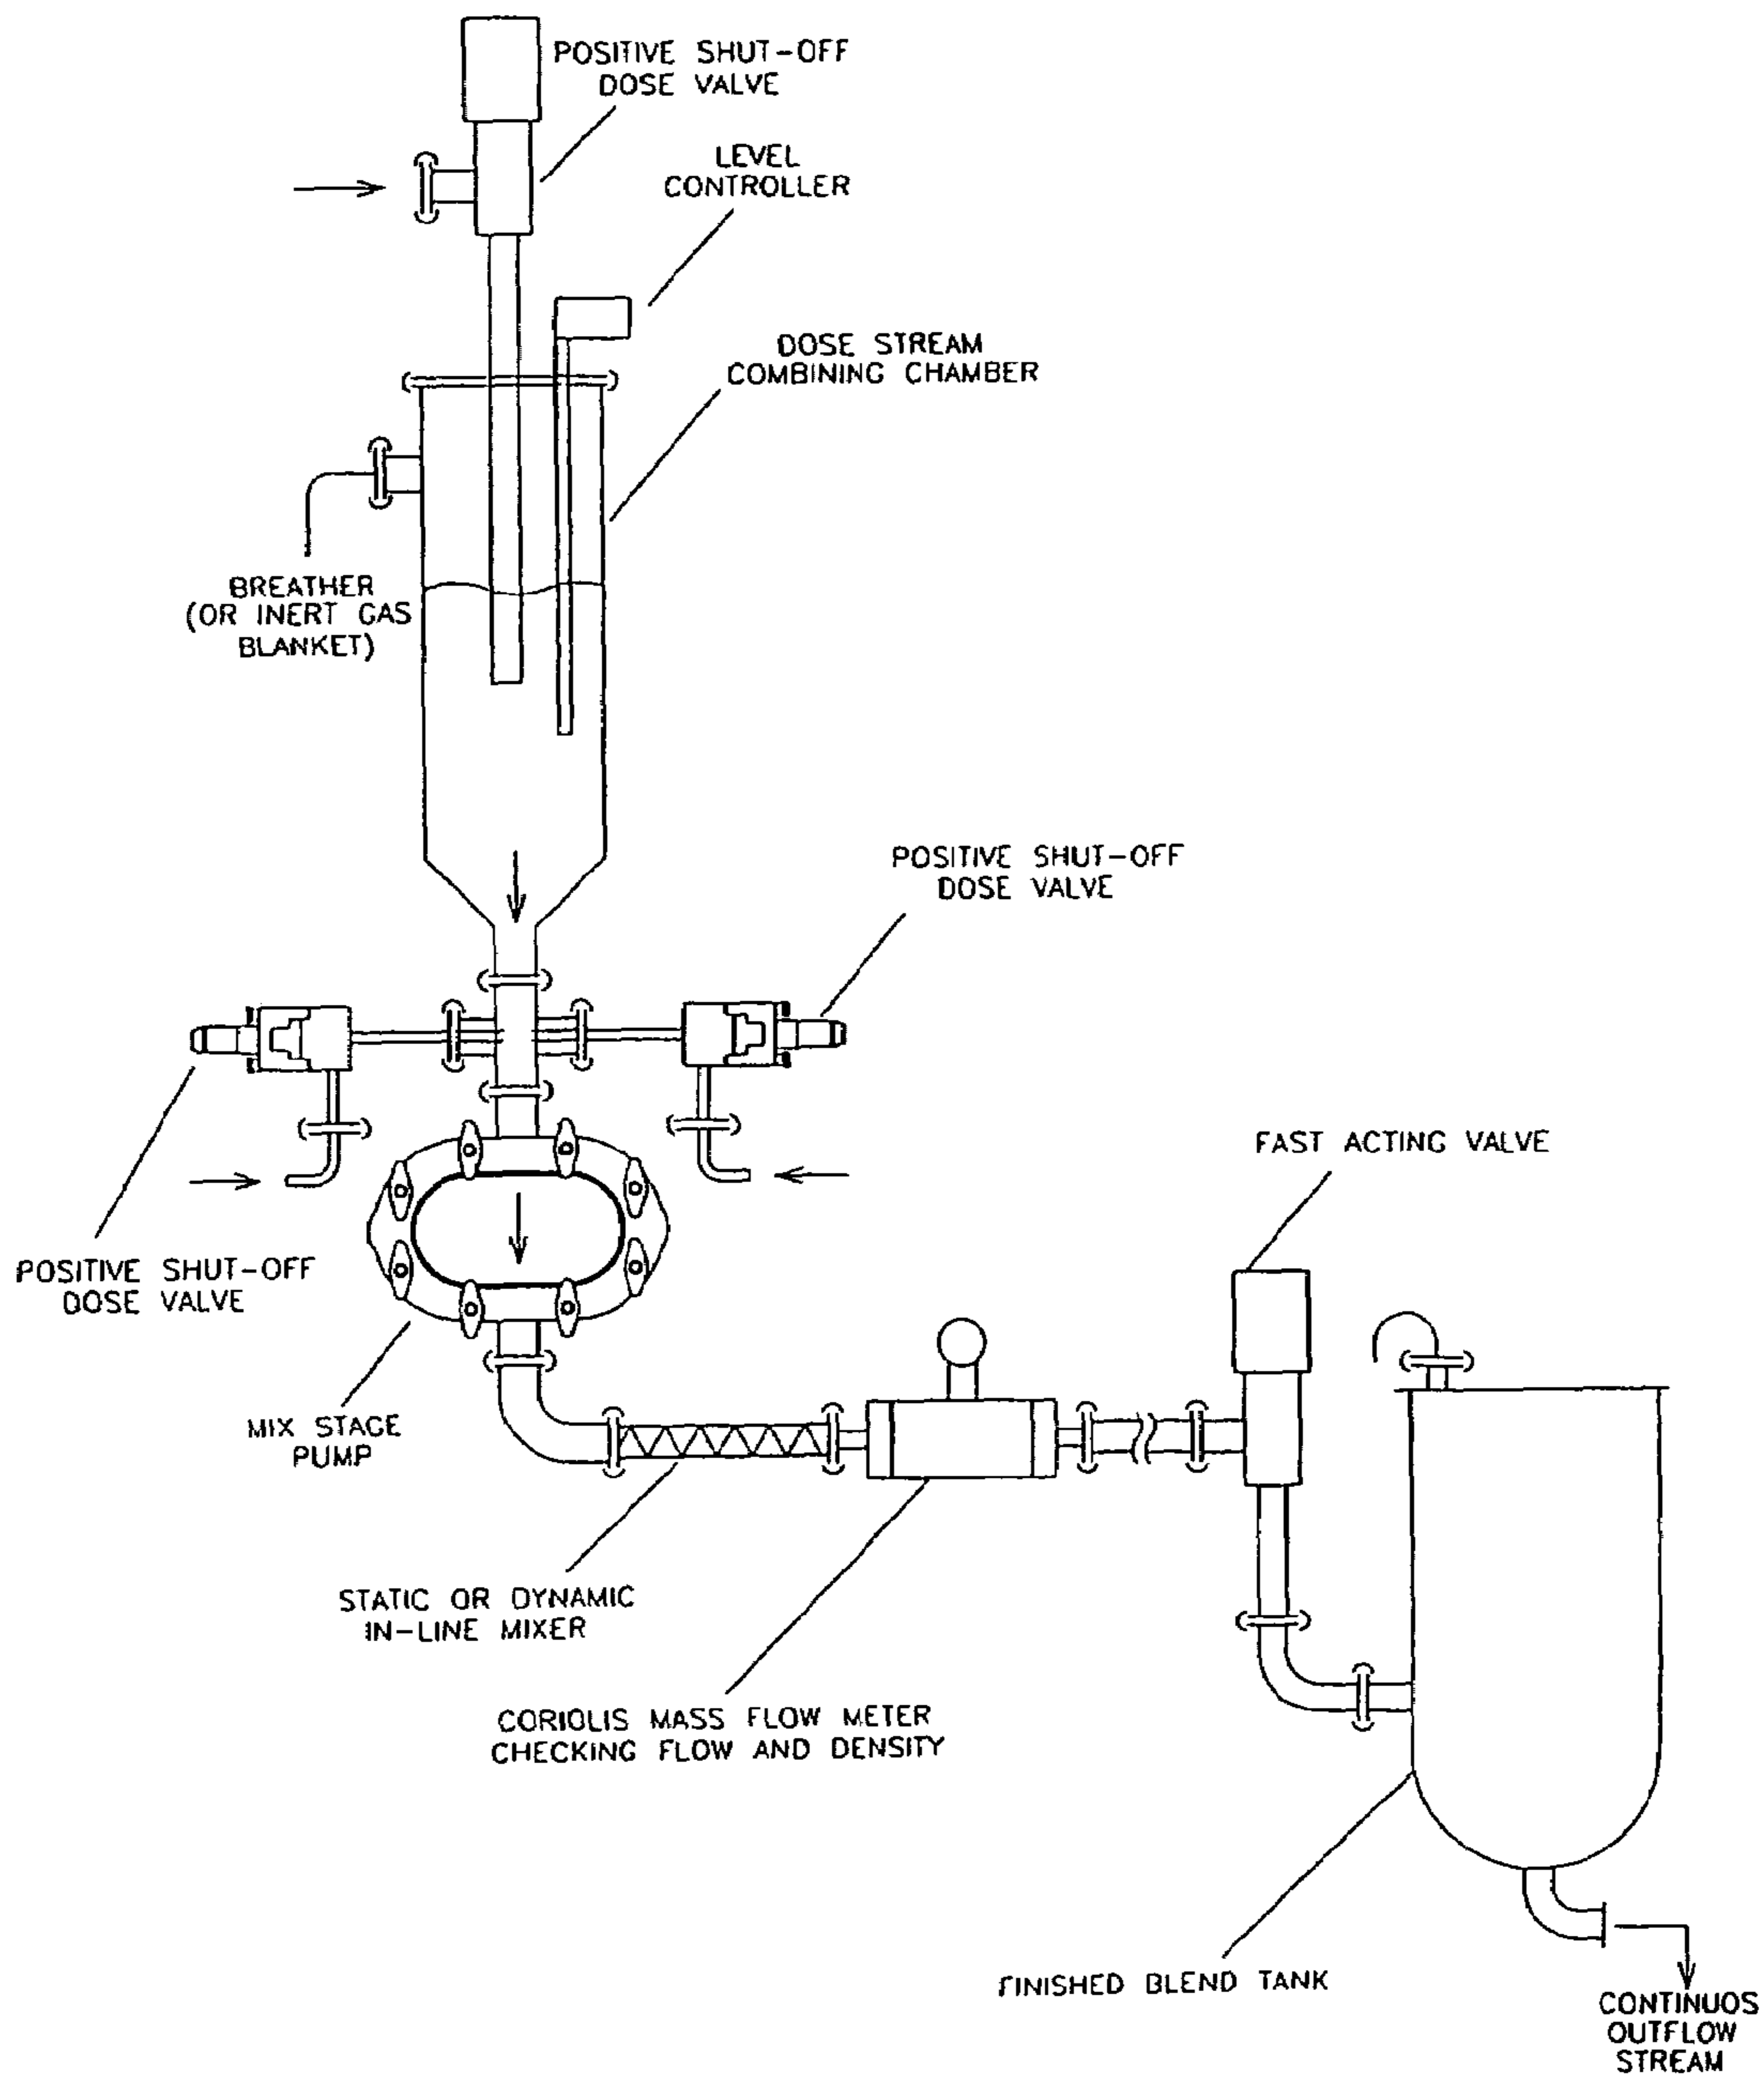 POSITIVE SHUT-OFF
DOSE VALVE
LEVEL
CONTROLLER
DOSE STREAM
COMBINING CHAMBER
BREATHER
(OR INERT GAS
BLANKET)
POSITIVE SHUT-OFF
DOSE VALVE
FAST ACTING VALVE
POSITIVE SHUT-OFF
DOSE VALVE
MIX STAGE
PUMP
STATIC OR DYNAMIC
IN-LINE MIXER
CORIOLIS MASS FLOW METER
CHECKING FLOW AND DENSITY
FINISHED BLEND TANK
CONTINUOS
OUTFLOW
STREAM